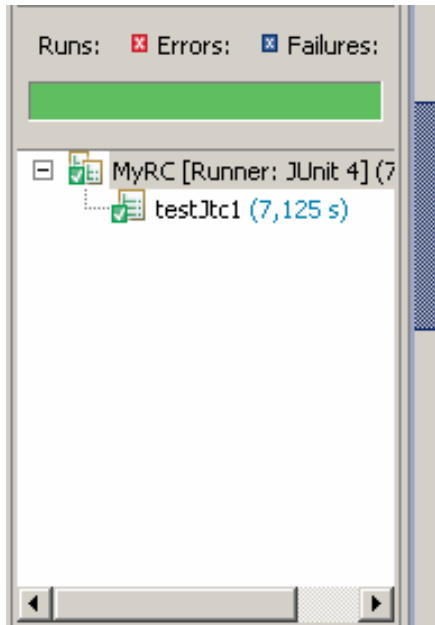 Runs: Errors: Failures:
MyRC [Runner: JUnit 4] (7
testJtc1 (7,125 s)